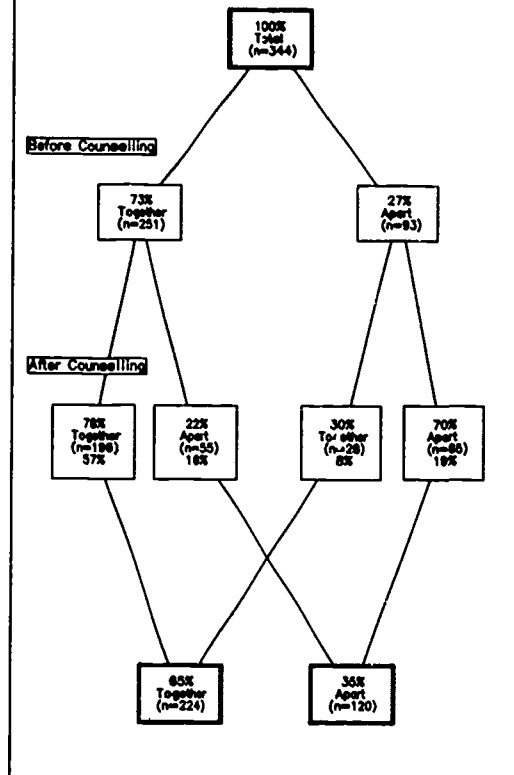 100%
Total
(n=344)
Before Counselling
73%
Together
(n=251)
27%
Apart
(n=93)
After Counselling
78%
Together
(n=196)
57%
22%
Apart
(n=55)
16%
30%
Together
(n=28)
8%
70%
Apart
(n=65)
19%
65%
Together
(n=224)
35%
Apart
(n=120)